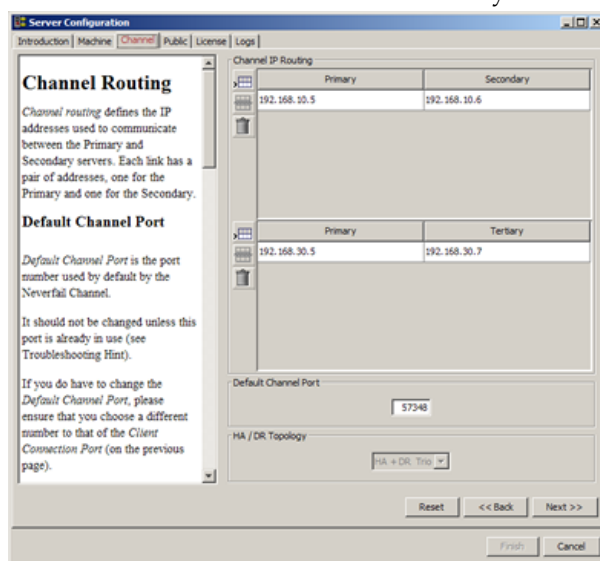 Server Configuration
Introduction Machine Channel Public License Logs
Channel Routing
Channel routing defines the IP
addresses used to communicate
between the Primary and
Secondary servers. Each link has a
pair of addresses, one for the
Primary and one for the Secondary.
Default Channel Port
Default Channel Port is the port
number used by default by the
Neverfail Channel.
It should not be changed unless this
port is already in use (see
Troubleshooting Hint).
If you do have to change the
Default Channel Port, please
ensure that you choose a different
number to that of the Client
Connection Port (on the previous
page).
Channel IP Routing
Primary Secondary
192.168.10.5 192.168.10.6
Primary Tertiary
192.168.30.5 192.168.30.7
Default Channel Port
57348
HA / DR Topology
HA + DR. Trio
Reset << Back Next >>
Finish Cancel